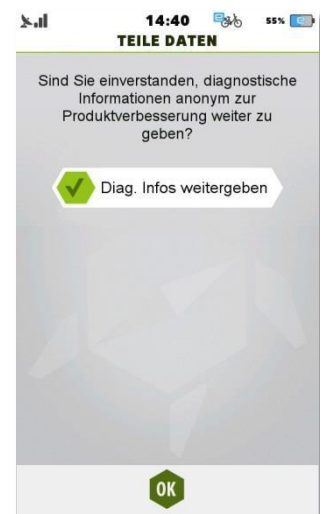 14:40 55%
TEILE DATEN
Sind Sie einverstanden, diagnostische
Informationen anonym zur
Produktverbesserung weiter zu
geben?
Diag. Infos weitergeben
OK